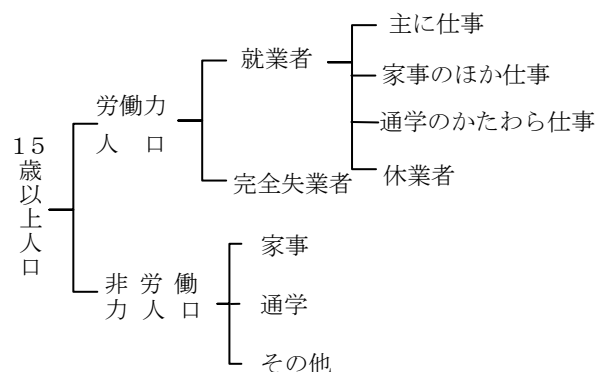 15歳以上人口
労働力
人 口
就業者
主に仕事
家事のほか仕事
通学のかたわら仕事
休業者
完全失業者
非 労 働
力 人 口
家事
通学
その他